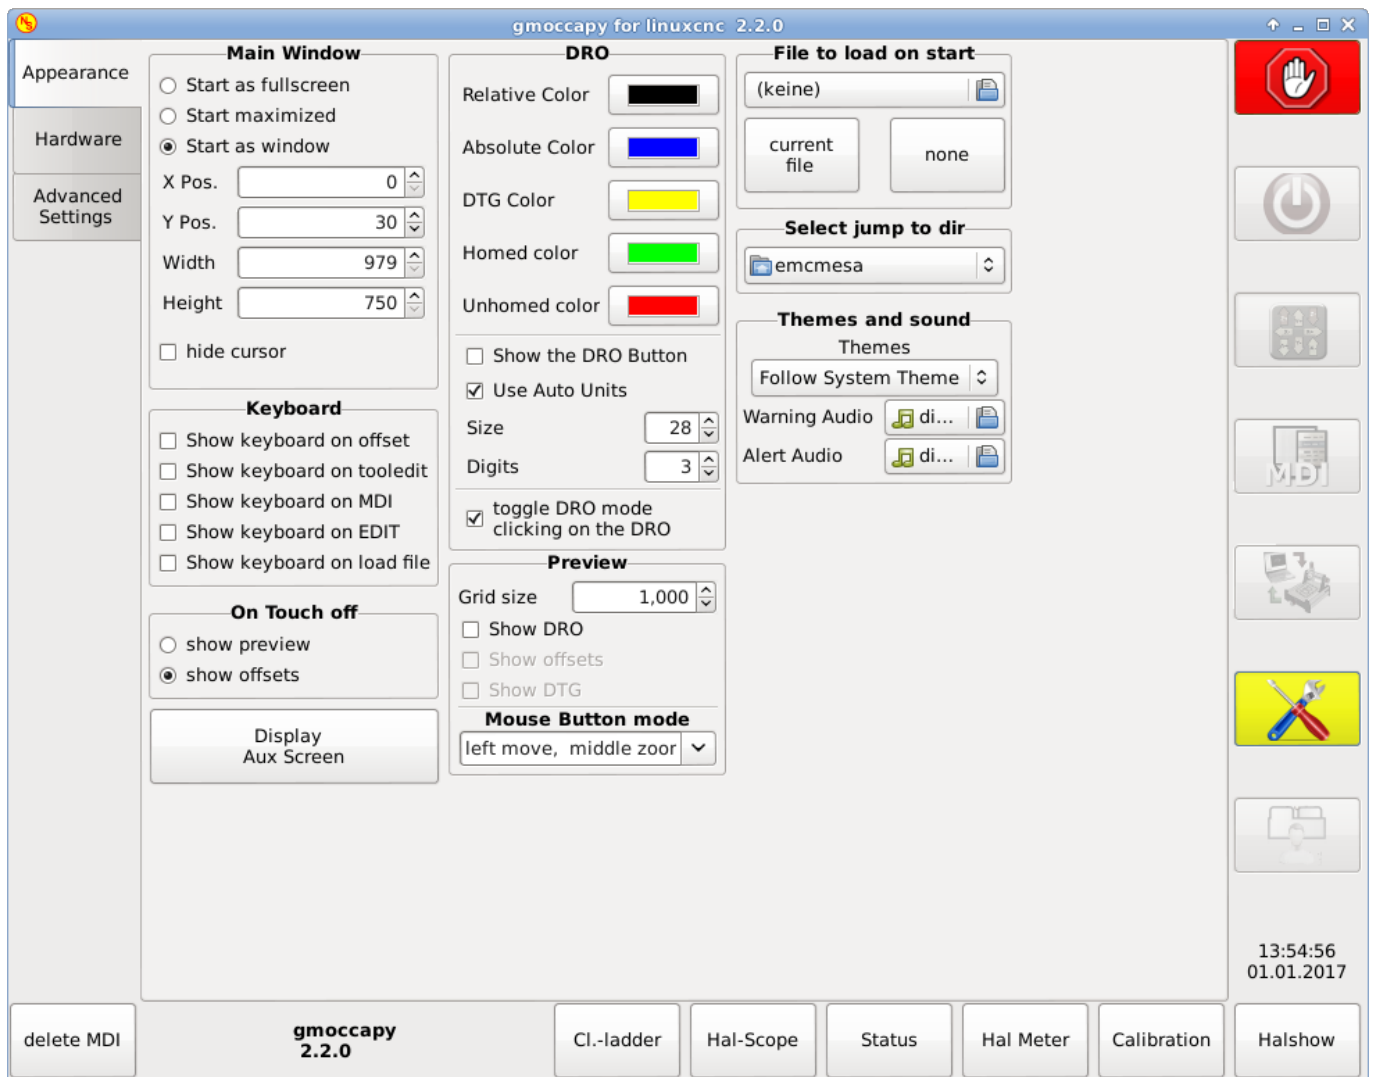 gmoccapy for linuxcnc 2.2.0
Appearance
Hardware
Advanced
Settings
Main Window
Start as fullscreen
Start maximized
Start as window
X Pos. 0
Y Pos. 30
Width 979
Height 750
hide cursor
Keyboard
Show keyboard on offset
Show keyboard on tooledit
Show keyboard on MDI
Show keyboard on EDIT
Show keyboard on load file
On Touch off
show preview
show offsets
Display
Aux Screen
DRO
Relative Color
Absolute Color
DTG Color
Homed color
Unhomed color
Show the DRO Button
Use Auto Units
Size 28
Digits 3
toggle DRO mode
clicking on the DRO
Preview
Grid size 1,000
Show DRO
Show offsets
Show DTG
Mouse Button mode
left move, middle zoor
File to load on start
(keine)
current
file
none
Select jump to dir
emcmesa
Themes and sound
Themes
Follow System Theme
Warning Audio di...
Alert Audio di...
MDI
13:54:56
01.01.2017
delete MDI
gmoccapy
2.2.0
Cl.-ladder
Hal-Scope
Status
Hal Meter
Calibration
Halshow